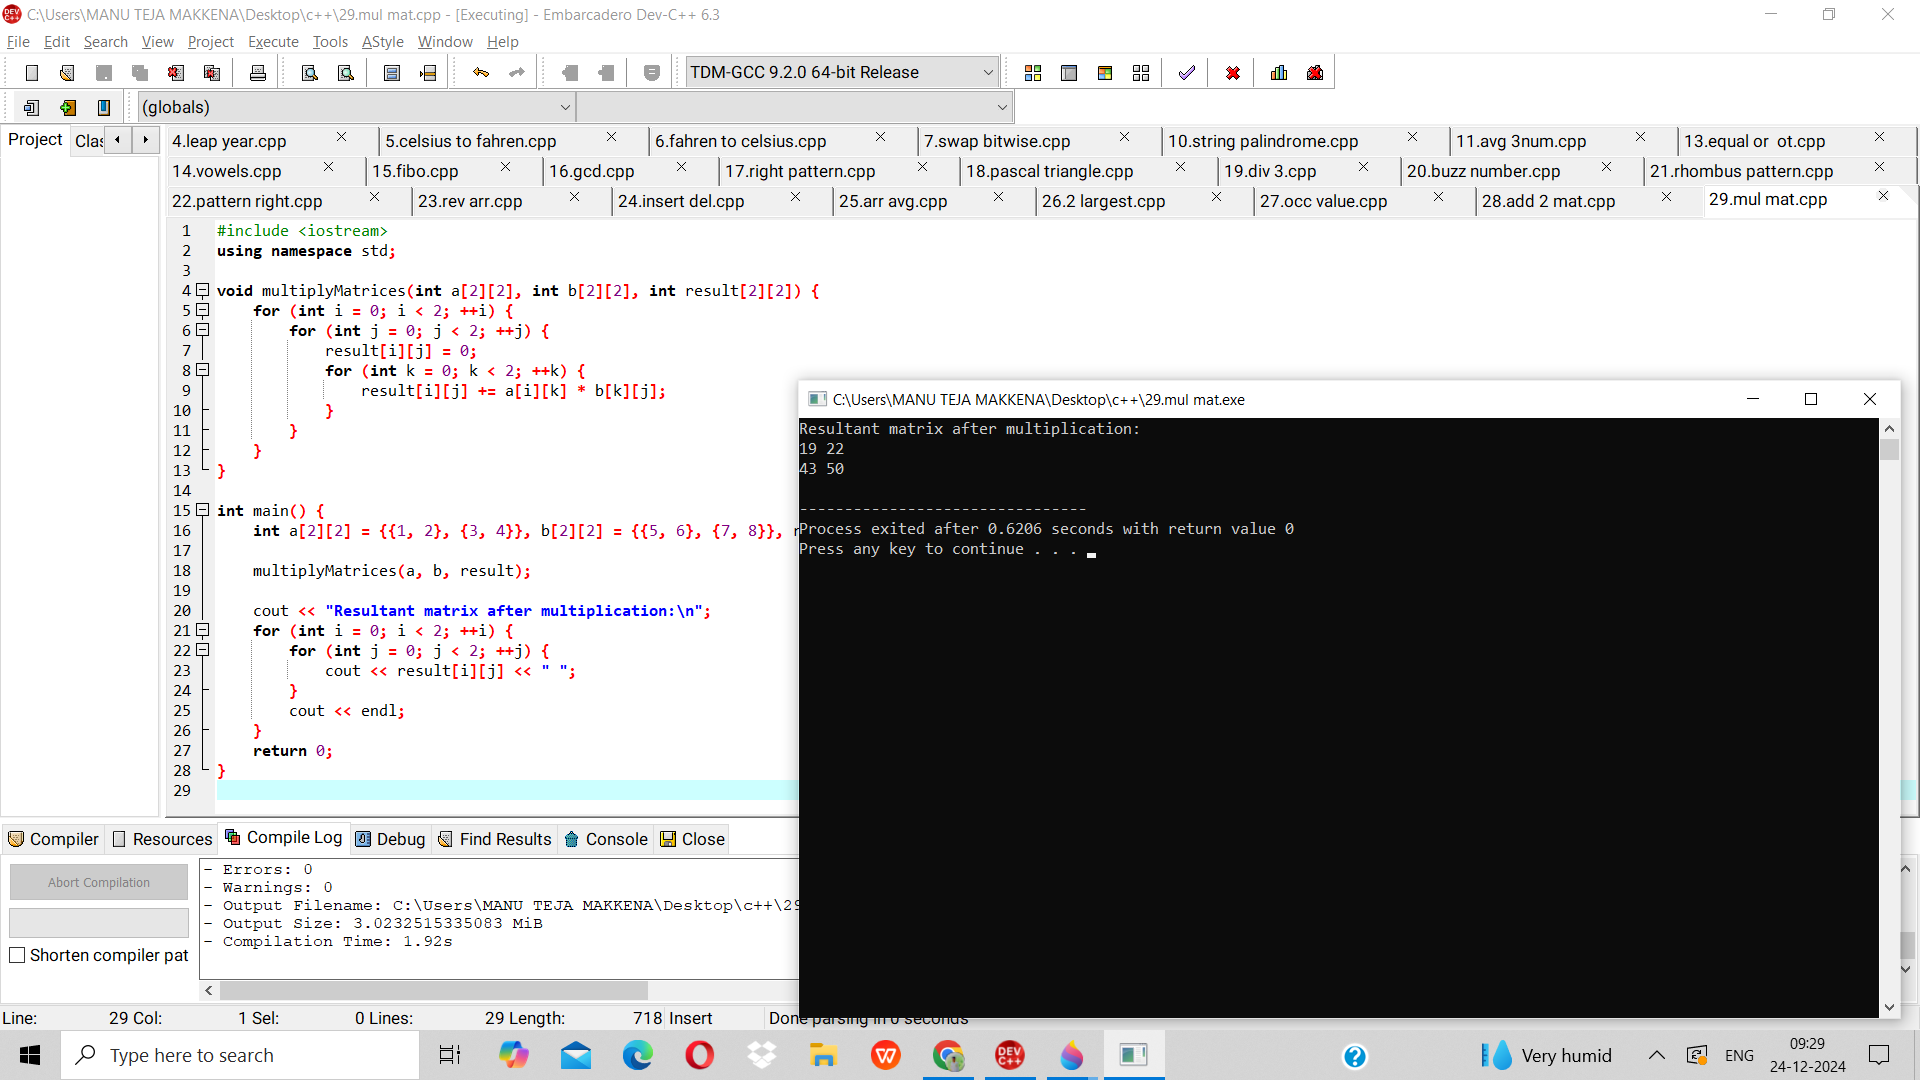 C:\Users\MANU TEJA MAKKENA\Desktop\c++\29.mul mat.cpp - [Executing] - Embarcadero Dev-C++ 6.3
File Edit Search View Project Execute Tools AStyle Window Help
TDM-GCC 9.2.0 64-bit Release
(globals)
Project Clas
4.leap year.cpp 5.celsius to fahren.cpp 6.fahren to celsius.cpp 7.swap bitwise.cpp 10.string palindrome.cpp 11.avg 3num.cpp 13.equal or ot.cpp
14.vowels.cpp 15.fibo.cpp 16.gcd.cpp 17.right pattern.cpp 18.pascal triangle.cpp 19.div 3.cpp 20.buzz number.cpp 21.rhombus pattern.cpp
22.pattern right.cpp 23.rev arr.cpp 24.insert del.cpp 25.arr avg.cpp 26.2 largest.cpp 27.occ value.cpp 28.add 2 mat.cpp 29.mul mat.cpp
1 #include <iostream>
2 using namespace std;
3
4 void multiplyMatrices(int a[2][2], int b[2][2], int result[2][2]) {
5 for (int i = 0; i < 2; ++i) {
6 for (int j = 0; j < 2; ++j) {
7 result[i][j] = 0;
8 for (int k = 0; k < 2; ++k) {
9 result[i][j] += a[i][k] * b[k][j];
10 }
11 }
12 }
13 }
14
15 int main() {
16 int a[2][2] = {{1, 2}, {3, 4}}, b[2][2] = {{5, 6}, {7, 8}}, r
17
18 multiplyMatrices(a, b, result);
19
20 cout << "Resultant matrix after multiplication:\n";
21 for (int i = 0; i < 2; ++i) {
22 for (int j = 0; j < 2; ++j) {
23 cout << result[i][j] << " ";
24 }
25 cout << endl;
26 }
27 return 0;
28 }
29
C:\Users\MANU TEJA MAKKENA\Desktop\c++\29.mul mat.exe
Resultant matrix after multiplication:
19 22
43 50
--------------------------------
Process exited after 0.6206 seconds with return value 0
Press any key to continue . . .
Compiler Resources Compile Log Debug Find Results Console Close
Abort Compilation
Shorten compiler pat
- Errors: 0
- Warnings: 0
- Output Filename: C:\Users\MANU TEJA MAKKENA\Desktop\c++\29
- Output Size: 3.0232515335083 MiB
- Compilation Time: 1.92s
Line: 29 Col: 1 Sel: 0 Lines: 29 Length: 718 Insert Done parsing in 0 seconds
Type here to search
DEV C++
Very humid
ENG
09:29
24-12-2024